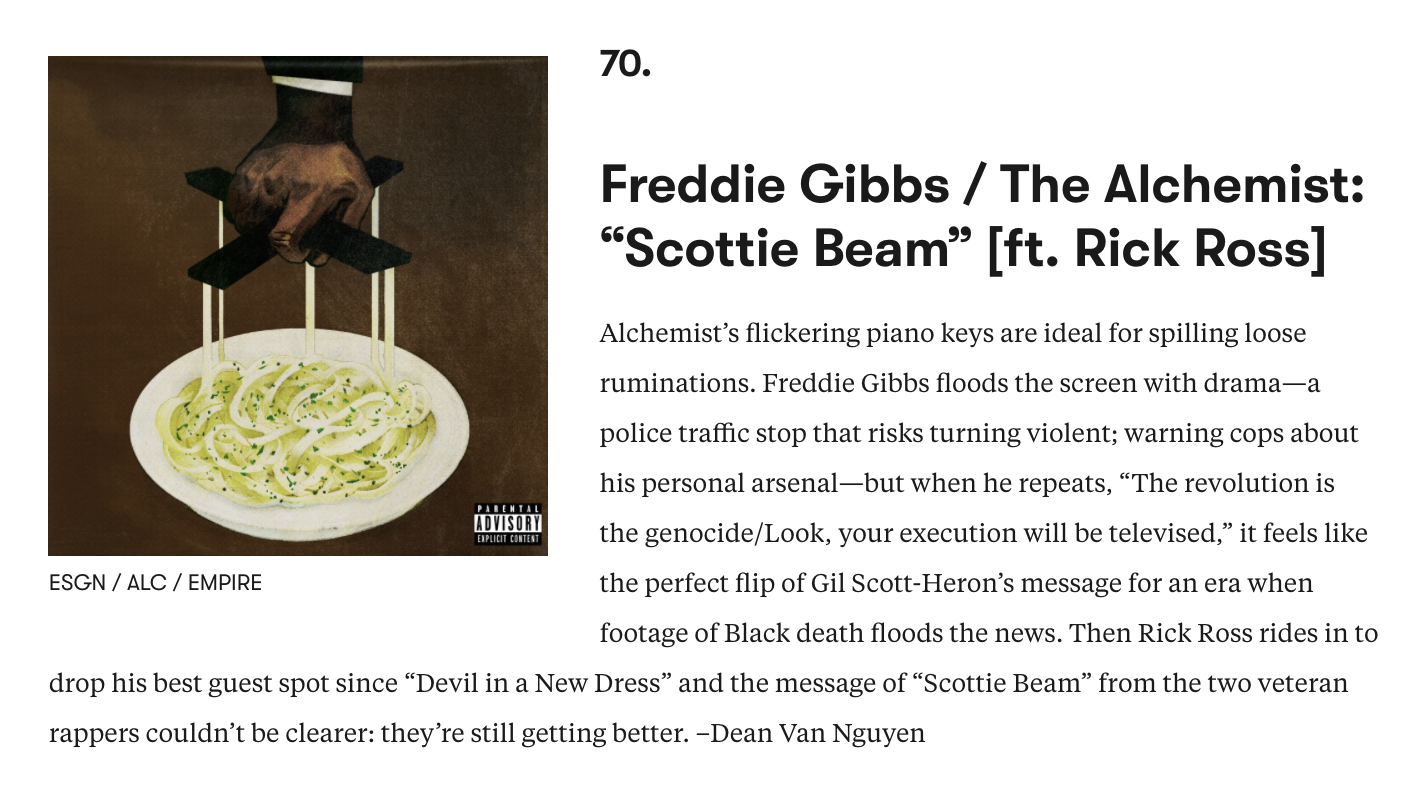 70.
Freddie Gibbs / The Alchemist:
“Scottie Beam” [ft. Rick Ross]
Alchemist’s flickering piano keys are ideal for spilling loose
ruminations. Freddie Gibbs floods the screen with drama—a
police traffic stop that risks turning violent; warning cops about
his personal arsenal—but when he repeats, “The revolution is
the genocide/Look, your execution will be televised,” it feels like
the perfect flip of Gil Scott-Heron’s message for an era when
footage of Black death floods the news. Then Rick Ross rides in to
drop his best guest spot since “Devil in a New Dress” and the message of “Scottie Beam” from the two veteran
rappers couldn’t be clearer: they’re still getting better. –Dean Van Nguyen
PARENTAL
ADVISORY
EXPLICIT CONTENT
ESGN / ALC / EMPIRE